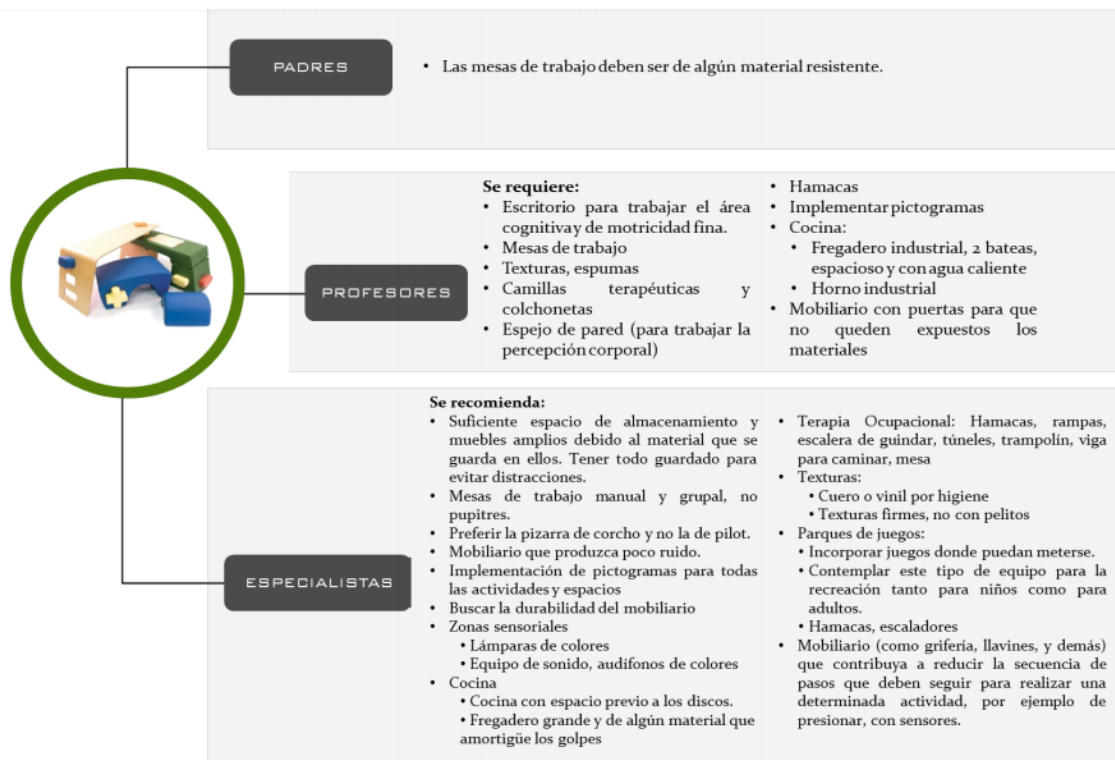 PADRES
• Las mesas de trabajo deben ser de algún material resistente.
PROFESORES
Se requiere:
• Escritorio para trabajar el área
cognitiva y de motricidad fina.
• Mesas de trabajo
• Texturas, espumas
• Camillas terapéuticas y
colchonetas
• Espejo de pared (para trabajar la
percepción corporal)
• Hamacas
• Implementar pictogramas
• Cocina:
• Fregadero industrial, 2 bateas,
espacioso y con agua caliente
• Horno industrial
• Mobiliario con puertas para que
no queden expuestos los
materiales
ESPECIALISTAS
Se recomienda:
• Suficiente espacio de almacenamiento y
muebles amplios debido al material que se
guarda en ellos. Tener todo guardado para
evitar distracciones.
• Mesas de trabajo manual y grupal, no
pupitres.
• Preferir la pizarra de corcho y no la de pilot.
• Mobiliario que produzca poco ruido.
• Implementación de pictogramas para todas
las actividades y espacios
• Buscar la durabilidad del mobiliario
• Zonas sensoriales
• Lámparas de colores
• Equipo de sonido, audífonos de colores
• Cocina
• Cocina con espacio previo a los discos.
• Fregadero grande y de algún material que
amortigüe los golpes
• Terapia Ocupacional: Hamacas, rampas,
escalera de guindar, túneles, trampolín, viga
para caminar, mesa
• Texturas:
• Cuero o vinil por higiene
• Texturas firmes, no con pelitos
• Parques de juegos:
• Incorporar juegos donde puedan meterse.
• Contemplar este tipo de equipo para la
recreación tanto para niños como para
adultos.
• Hamacas, escaladores
• Mobiliario (como grifería, llavines, y demás)
que contribuya a reducir la secuencia de
pasos que deben seguir para realizar una
determinada actividad, por ejemplo de
presionar, con sensores.